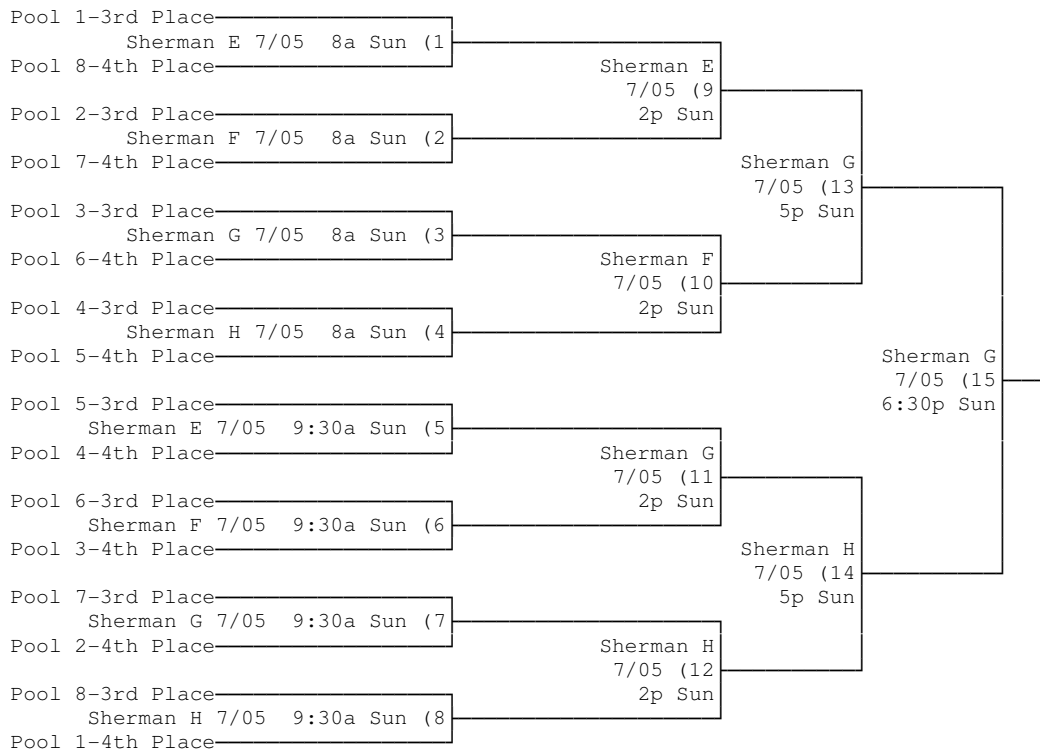 Pool 1-3rd Place
Sherman E 7/05 8a Sun (1
Pool 8-4th Place
Sherman E
7/05 (9
2p Sun
Pool 2-3rd Place
Sherman F 7/05 8a Sun (2
Pool 7-4th Place
Sherman G
7/05 (13
5p Sun
Pool 3-3rd Place
Sherman G 7/05 8a Sun (3
Pool 6-4th Place
Sherman F
7/05 (10
2p Sun
Pool 4-3rd Place
Sherman H 7/05 8a Sun (4
Pool 5-4th Place
Sherman G
7/05 (15
6:30p Sun
Pool 5-3rd Place
Sherman E 7/05 9:30a Sun (5
Pool 4-4th Place
Sherman G
7/05 (11
2p Sun
Pool 6-3rd Place
Sherman F 7/05 9:30a Sun (6
Pool 3-4th Place
Sherman H
7/05 (14
5p Sun
Pool 7-3rd Place
Sherman G 7/05 9:30a Sun (7
Pool 2-4th Place
Sherman H
7/05 (12
2p Sun
Pool 8-3rd Place
Sherman H 7/05 9:30a Sun (8
Pool 1-4th Place